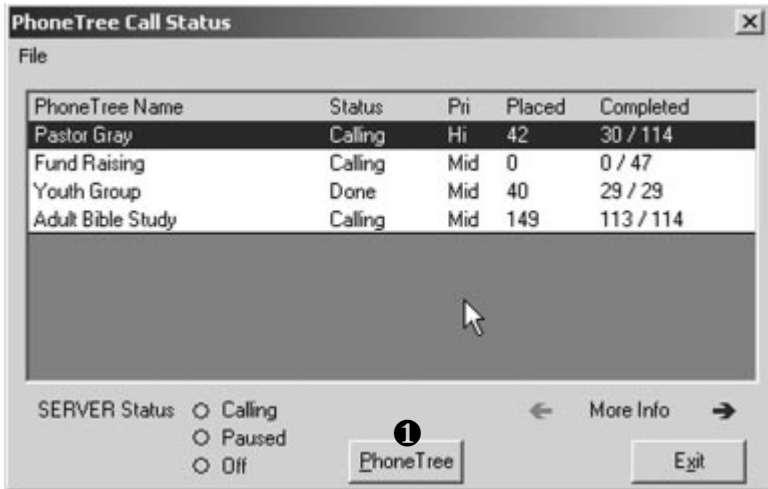 PhoneTree Call Status
File
PhoneTree Name Status Pri Placed Completed
Pastor Gray Calling Hi 42 30 / 114
Fund Raising Calling Mid 0 0 / 47
Youth Group Done Mid 40 29 / 29
Adult Bible Study Calling Mid 149 113 / 114
SERVER Status Calling More Info
Paused
Off
❶
PhoneTree Exit